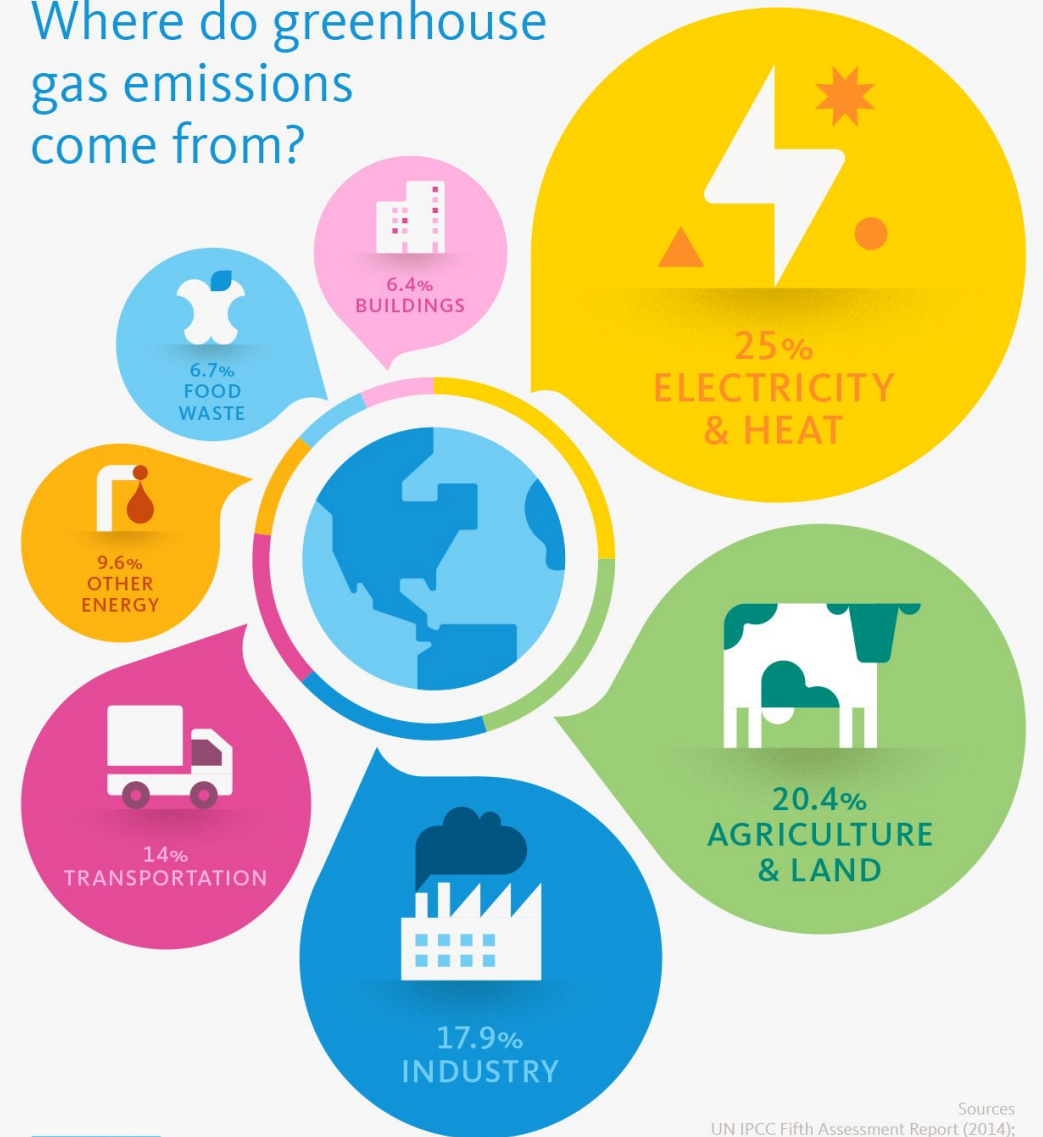 Where do greenhouse
gas emissions
come from?
6.4%
BUILDINGS
6.7%
FOOD
WASTE
25%
ELECTRICITY
& HEAT
9.6%
OTHER
ENERGY
20.4%
AGRICULTURE
& LAND
14%
TRANSPORTATION
17.9%
INDUSTRY
Sources
UN IPCC Fifth Assessment Report (2014);